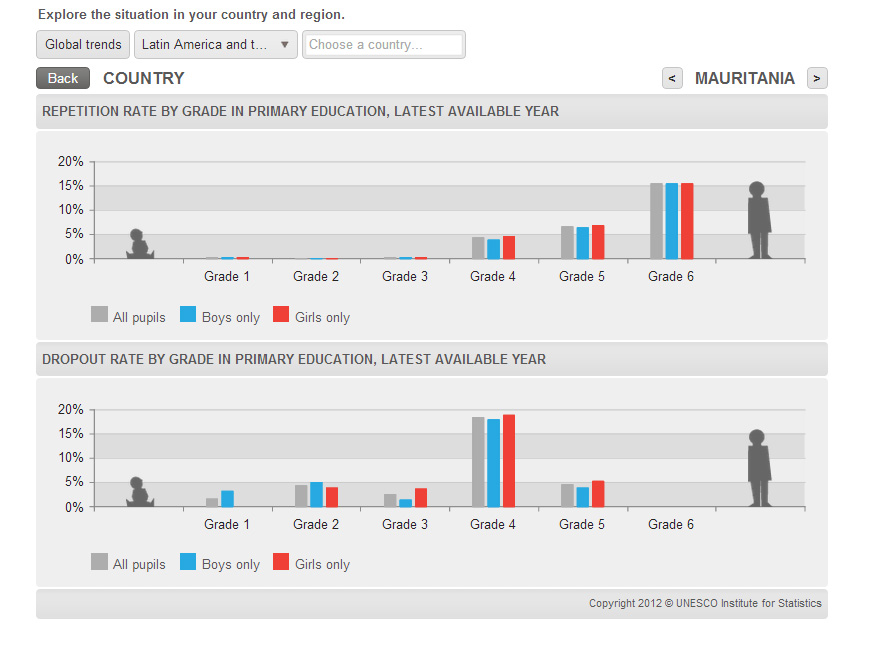 Explore the situation in your country and region.
Global trends Latin America and t... ▼ Choose a country...
Back COUNTRY < MAURITANIA >
REPETITION RATE BY GRADE IN PRIMARY EDUCATION, LATEST AVAILABLE YEAR
20%
15%
10%
5%
0%
Grade 1 Grade 2 Grade 3 Grade 4 Grade 5 Grade 6
All pupils Boys only Girls only
DROPOUT RATE BY GRADE IN PRIMARY EDUCATION, LATEST AVAILABLE YEAR
20%
15%
10%
5%
0%
Grade 1 Grade 2 Grade 3 Grade 4 Grade 5 Grade 6
All pupils Boys only Girls only
Copyright 2012 © UNESCO Institute for Statistics